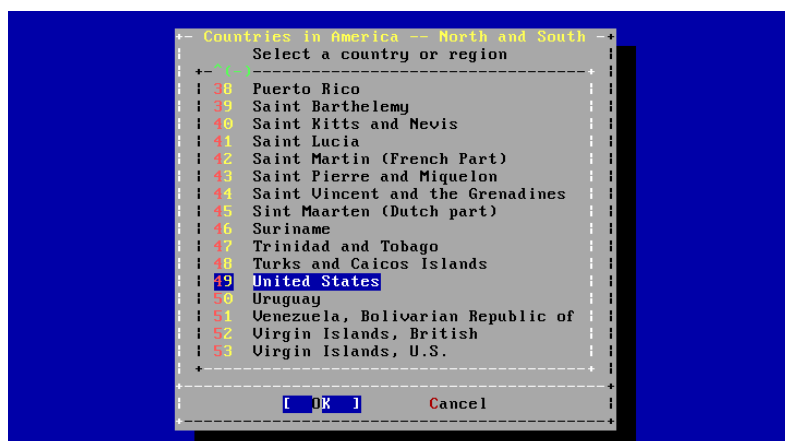 Countries in America -- North and South
Select a country or region
^(-)
38 Puerto Rico
39 Saint Barthelemy
40 Saint Kitts and Nevis
41 Saint Lucia
42 Saint Martin (French Part)
43 Saint Pierre and Miquelon
44 Saint Vincent and the Grenadines
45 Sint Maarten (Dutch part)
46 Suriname
47 Trinidad and Tobago
48 Turks and Caicos Islands
49 United States
50 Uruguay
51 Venezuela, Bolivarian Republic of
52 Virgin Islands, British
53 Virgin Islands, U.S.
[ OK ] Cancel